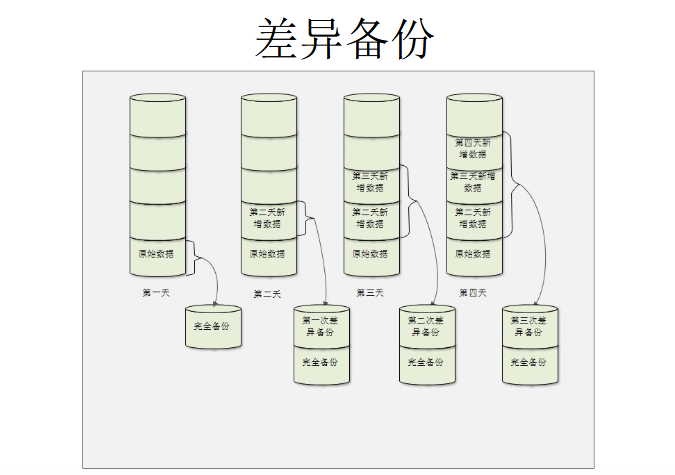 差异备份
第四天新
增数据
第三天新
增数据
第三天新增
数据
第二天新
增数据
第二天新
增数据
第二天新
增数据
原始数据
原始数据
原始数据
原始数据
第一天
第二天
第三天
第四天
完全备份
第一次差
异备份
第二次差
异备份
第三次差
异备份
完全备份
完全备份
完全备份